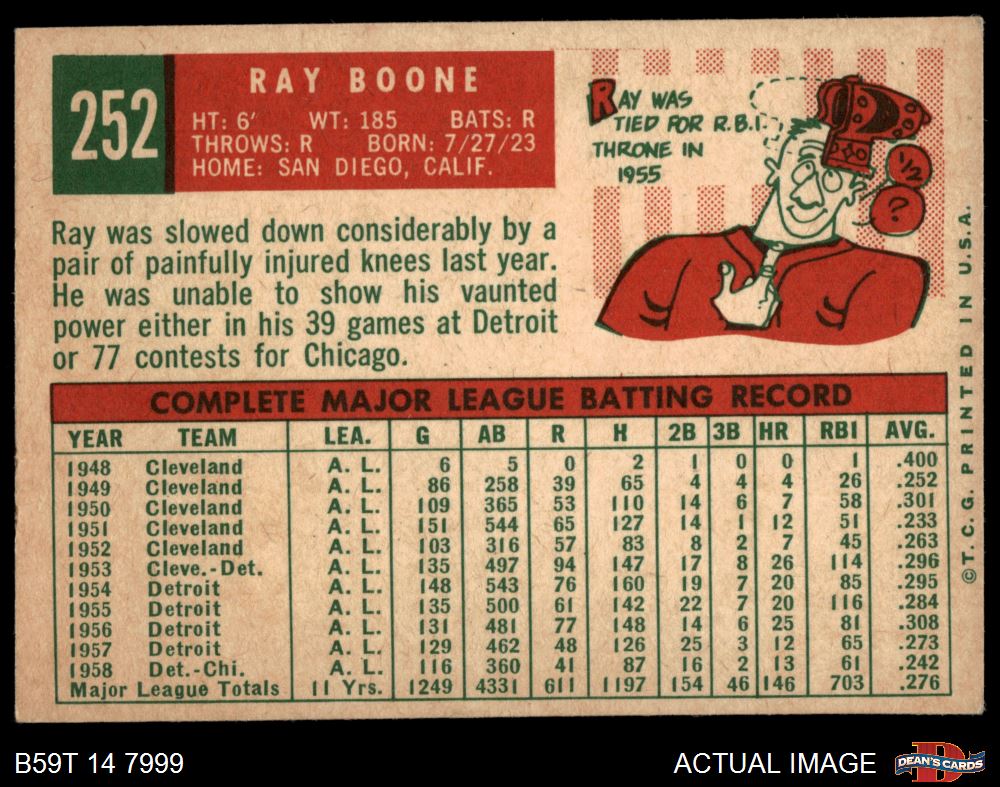 252
RAY BOONE
HT: 6' WT: 185 BATS: R
THROWS: R BORN: 7/27/23
HOME: SAN DIEGO, CALIF.
RAY WAS
TIED FOR R.B.I.
THRONE IN
1955
1/2
?
Ray was slowed down considerably by a
pair of painfully injured knees last year.
He was unable to show his vaunted
power either in his 39 games at Detroit
or 77 contests for Chicago.
COMPLETE MAJOR LEAGUE BATTING RECORD
YEAR TEAM LEA. G AB R H 2B 3B HR RBI AVG.
1948 Cleveland A. L. 6 5 0 2 1 0 0 1 .400
1949 Cleveland A. L. 86 258 39 65 4 4 4 26 .252
1950 Cleveland A. L. 109 365 53 110 14 6 7 58 .301
1951 Cleveland A. L. 151 544 65 127 14 1 12 51 .233
1952 Cleveland A. L. 103 316 57 83 8 2 7 45 .263
1953 Cleve.-Det. A. L. 135 497 94 147 17 8 26 114 .296
1954 Detroit A. L. 148 543 76 160 19 7 20 85 .295
1955 Detroit A. L. 135 500 61 142 22 7 20 116 .284
1956 Detroit A. L. 131 481 77 148 14 6 25 81 .308
1957 Detroit A. L. 129 462 48 126 25 3 12 65 .273
1958 Det.-Chi. A. L. 116 360 41 87 16 2 13 61 .242
Major League Totals 11 Yrs. 1249 4331 611 1197 154 46 146 703 .276
©T. C. G. PRINTED IN U.S.A.
B59T 14 7999
ACTUAL IMAGE
DEAN'S CARDS